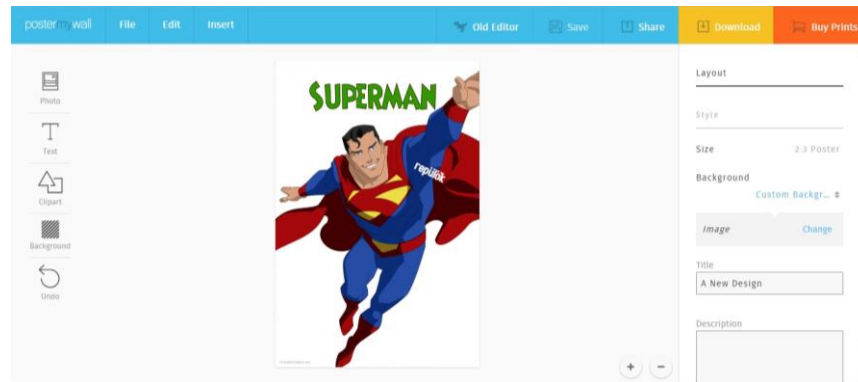 postermywall File Edit Insert Old Editor Save Share Download Buy Prints
Photo
Text
Clipart
Background
Undo
SUPERMAN
Layout
Style
Size 2:3 Poster
Background
Custom Backgr...
Image Change
Title
A New Design
Description
+ −